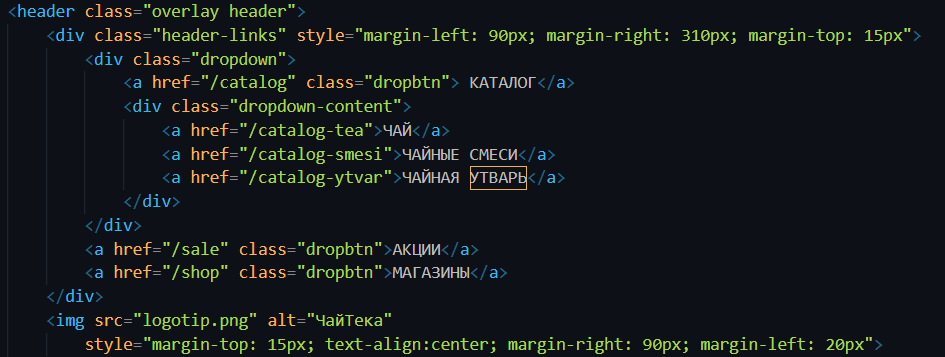 <header class="overlay header">
<div class="header-links" style="margin-left: 90px; margin-right: 310px; margin-top: 15px">
<div class="dropdown">
<a href="/catalog" class="dropbtn"> КАТАЛОГ</a>
<div class="dropdown-content">
<a href="/catalog-tea">ЧАЙ</a>
<a href="/catalog-smesi">ЧАЙНЫЕ СМЕСИ</a>
<a href="/catalog-ytvar">ЧАЙНАЯ УТВАРЬ</a>
</div>
</div>
<a href="/sale" class="dropbtn">АКЦИИ</a>
<a href="/shop" class="dropbtn">МАГАЗИНЫ</a>
</div>
<img src="logotip.png" alt="ЧайТека"
style="margin-top: 15px; text-align:center; margin-right: 90px; margin-left: 20px">